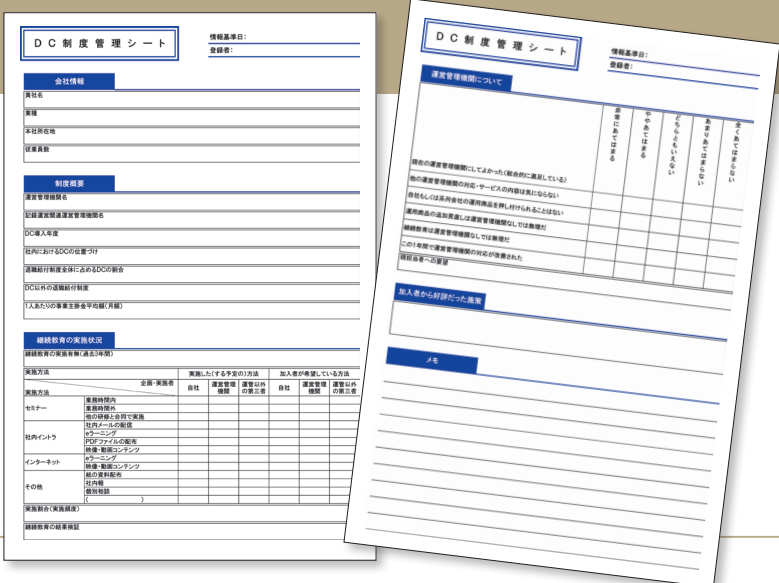 DC制度管理シート
情報基準日：
登録者：
会社情報
貴社名
業種
本社所在地
従業員数
制度概要
運営管理機関名
記録運営関連運営管理機関名
DC導入年度
社内におけるDCの位置づけ
退職給付制度全体に占めるDCの割合
DC以外の退職給付制度
1人あたりの事業主掛金平均額（月額）
継続教育の実施状況
継続教育の実施有無（過去3年間）
実施方法
実施した（する予定の）方法
加入者が希望している方法
企画・実施者
実施方法
自社
運営管理機関
運管以外の第三者
自社
運営管理機関
運管以外の第三者
セミナー
業務時間内
業務時間外
他の研修と合同で実施
社内イントラ
社内メールの配信
eラーニング
PDFファイルの配布
映像・動画コンテンツ
インターネット
eラーニング
映像・動画コンテンツ
その他
紙の資料配布
社内報
個別相談
（　　　　　）
実施割合（実施頻度）
継続教育の結果検証
DC制度管理シート
情報基準日：
登録者：
運営管理機関について
非常にあてはまる
ややあてはまる
どちらともいえない
あまりあてはまらない
全くあてはまらない
現在の運営管理機関にしてよかった（総合的に満足している）
他の運営管理機関の対応・サービスの内容は気にならない
自社もしくは系列会社の運用商品を押し付けられることはない
運用商品の追加見直しは運営管理機関なしでは無理だ
継続教育は運営管理機関なしでは無理だ
この1年間で運営管理機関の対応が改善された
現担当者への要望
加入者から好評だった施策
メモ